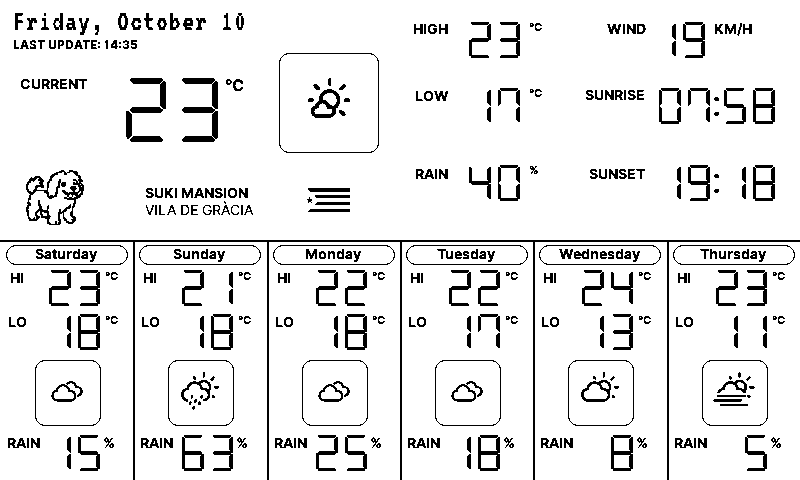 Friday, October 10
LAST UPDATE: 14:35
CURRENT 23 °C
SUKI MANSION
VILA DE GRÀCIA
HIGH 23 °C
WIND 19 KM/H
LOW 17 °C
SUNRISE 07:58
RAIN 40 %
SUNSET 19:18
Saturday
HI 23 °C
LO 18 °C
RAIN 15 %
Sunday
HI 21 °C
LO 18 °C
RAIN 63 %
Monday
HI 22 °C
LO 18 °C
RAIN 25 %
Tuesday
HI 22 °C
LO 17 °C
RAIN 18 %
Wednesday
HI 24 °C
LO 13 °C
RAIN 8 %
Thursday
HI 23 °C
LO 11 °C
RAIN 5 %